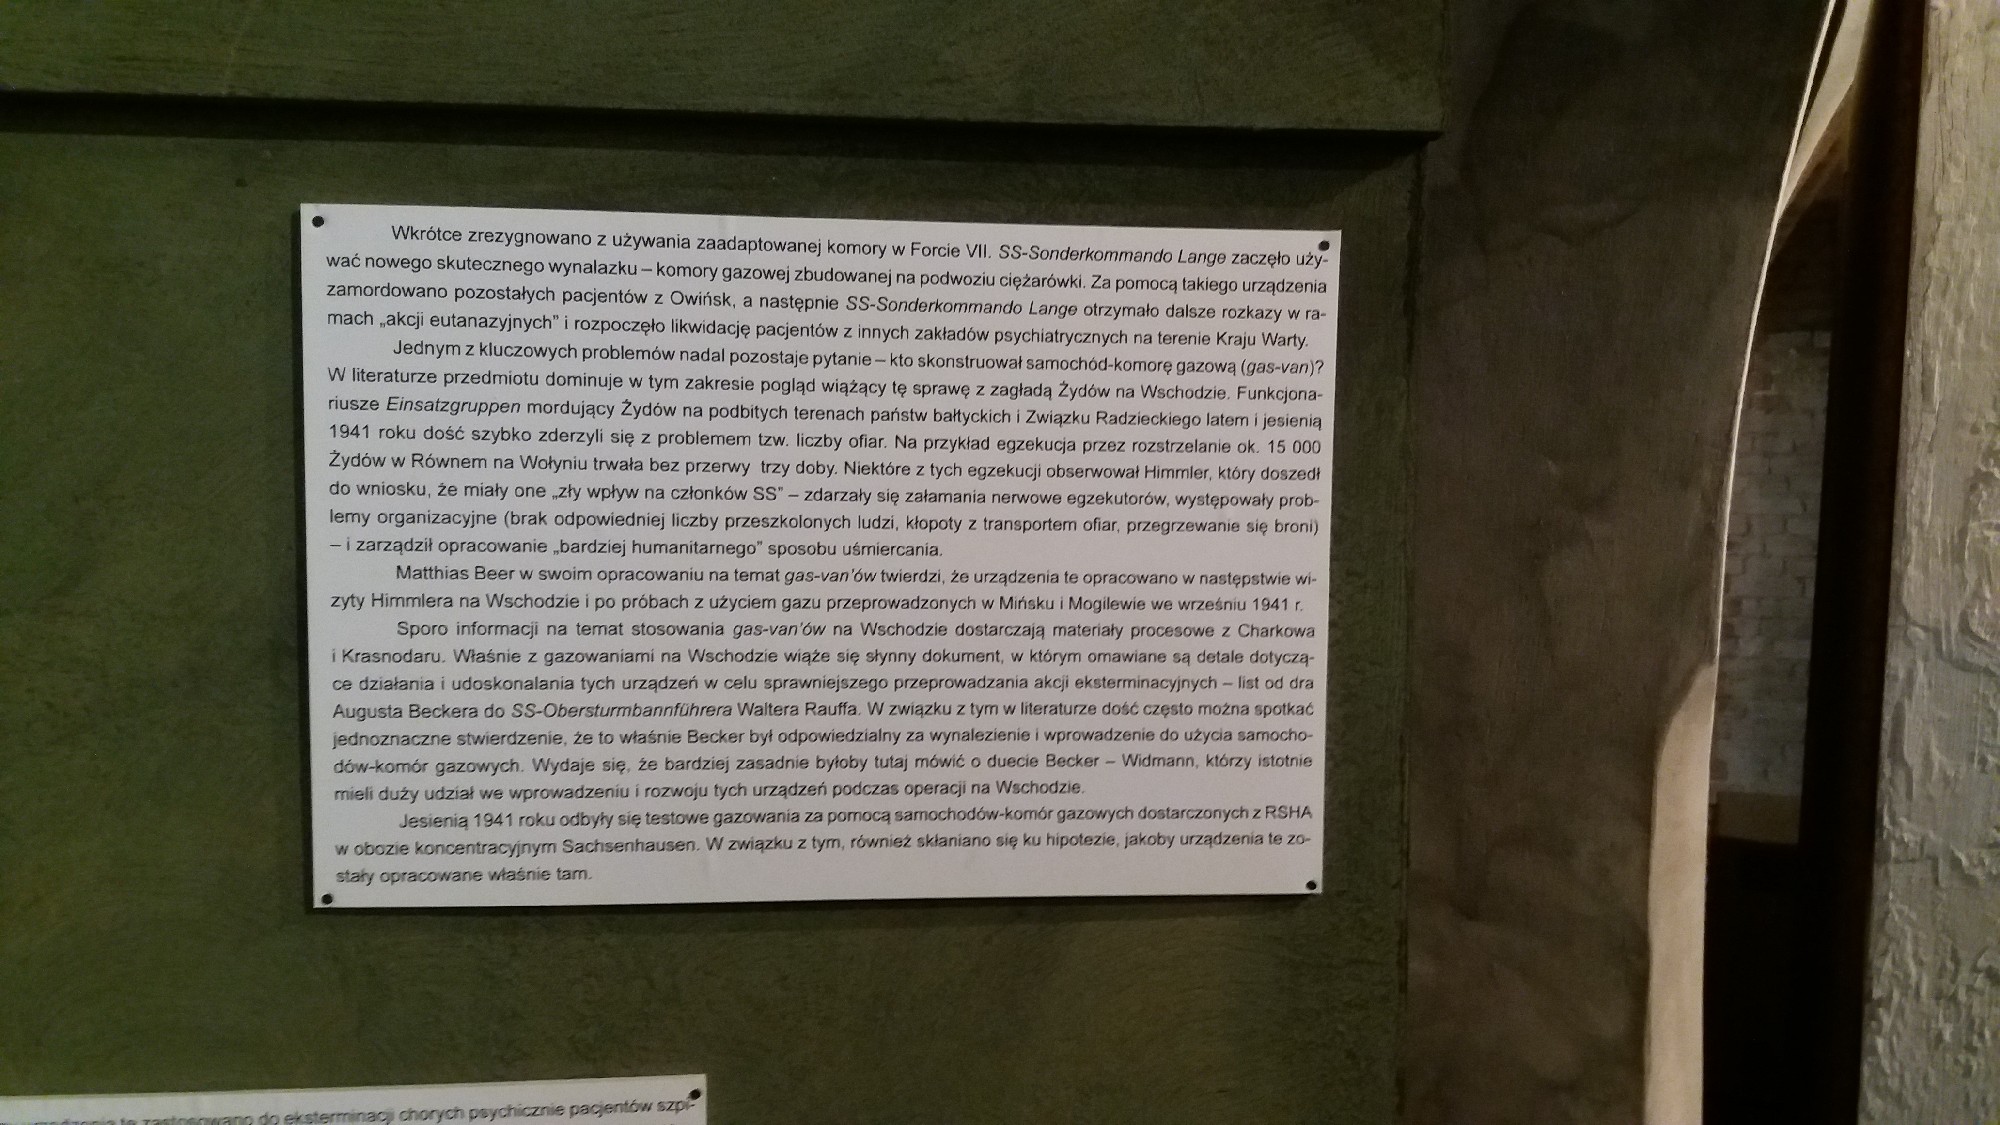 Wkrótce zrezygnowano z używania zaadaptowanej komory w Forcie VII. SS-Sonderkommando Lange zaczęło uży-
wać nowego skutecznego wynalazku – komory gazowej zbudowanej na podwoziu ciężarówki. Za pomocą takiego urządzenia
zamordowano pozostałych pacjentów z Owińsk, a następnie SS-Sonderkommando Lange otrzymało dalsze rozkazy w ra-
mach „akcji eutanazyjnych” i rozpoczęło likwidację pacjentów z innych zakładów psychiatrycznych na terenie Kraju Warty.
Jednym z kluczowych problemów nadal pozostaje pytanie – kto skonstruował samochód-komorę gazową (gas-van)?
W literaturze przedmiotu dominuje w tym zakresie pogląd wiążący tę sprawę z zagładą Żydów na Wschodzie. Funkcjona-
riusze Einsatzgruppen mordujący Żydów na podbitych terenach państw bałtyckich i Związku Radzieckiego latem i jesienią
1941 roku dość szybko zderzyli się z problemem tzw. liczby ofiar. Na przykład egzekucja przez rozstrzelanie ok. 15 000
Żydów w Równem na Wołyniu trwała bez przerwy trzy doby. Niektóre z tych egzekucji obserwował Himmler, który doszedł
do wniosku, że miały one „zły wpływ na członków SS” – zdarzały się załamania nerwowe egzekutorów, występowały prob-
lemy organizacyjne (brak odpowiedniej liczby przeszkolonych ludzi, kłopoty z transportem ofiar, przegrzewanie się broni)
– i zarządził opracowanie „bardziej humanitarnego” sposobu uśmiercania.
Matthias Beer w swoim opracowaniu na temat gas-van’ów twierdzi, że urządzenia te opracowano w następstwie wi-
zyty Himmlera na Wschodzie i po próbach z użyciem gazu przeprowadzonych w Mińsku i Mogilewie we wrześniu 1941 r.
Sporo informacji na temat stosowania gas-van’ów na Wschodzie dostarczają materiały procesowe z Charkowa
i Krasnodaru. Właśnie z gazowaniami na Wschodzie wiąże się słynny dokument, w którym omawiane są detale dotyczą-
ce działania i udoskonalania tych urządzeń w celu sprawniejszego przeprowadzania akcji eksterminacyjnych – list od dra
Augusta Beckera do SS-Obersturmbannführera Waltera Rauffa. W związku z tym w literaturze dość często można spotkać
jednoznaczne stwierdzenie, że to właśnie Becker był odpowiedzialny za wynalezienie i wprowadzenie do użycia samocho-
dów-komór gazowych. Wydaje się, że bardziej zasadnie byłoby tutaj mówić o duecie Becker – Widmann, którzy istotnie
mieli duży udział we wprowadzeniu i rozwoju tych urządzeń podczas operacji na Wschodzie.
Jesienią 1941 roku odbyły się testowe gazowania za pomocą samochodów-komór gazowych dostarczonych z RSHA
w obozie koncentracyjnym Sachsenhausen. W związku z tym, również skłaniano się ku hipotezie, jakoby urządzenia te zo-
stały opracowane właśnie tam.
te zastosowano do eksterminacji chorych psychicznie pacjentów szpi-